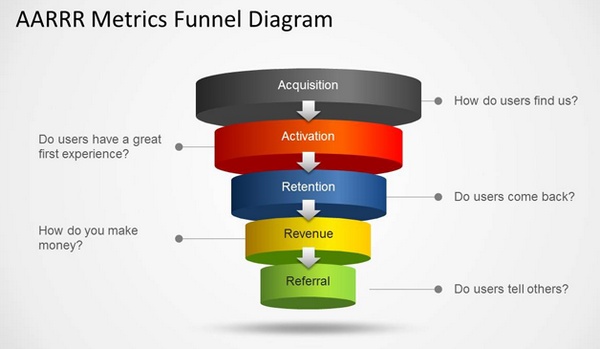 AARRR Metrics Funnel Diagram
Acquisition
How do users find us?
Activation
Do users have a great
first experience?
Retention
Do users come back?
Revenue
How do you make
money?
Referral
Do users tell others?